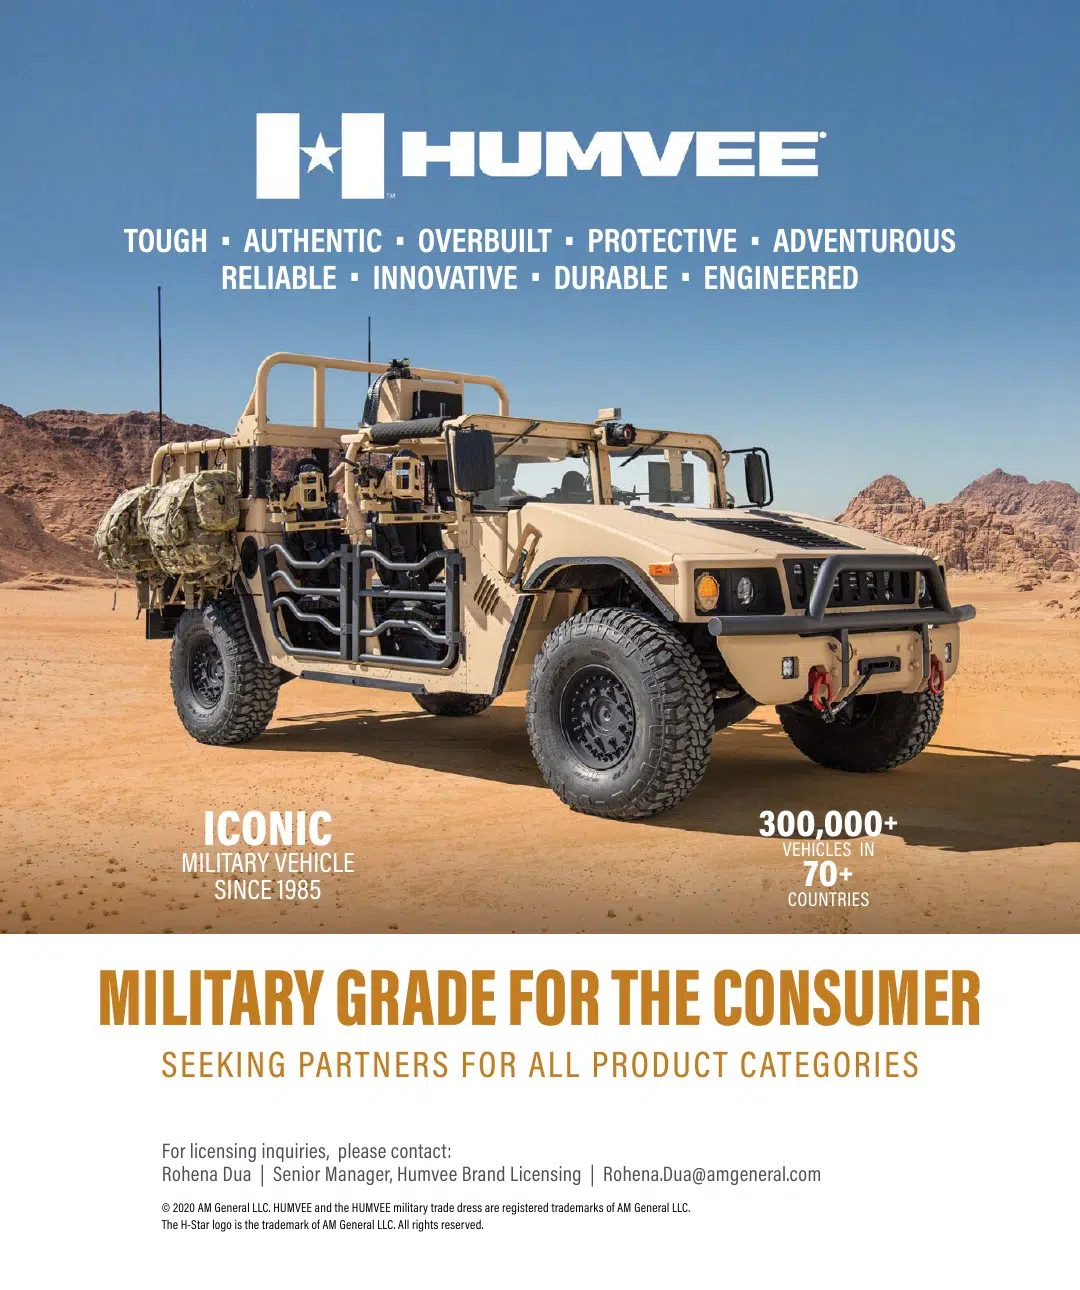 H HUMVEE®
™
TOUGH ▪ AUTHENTIC ▪ OVERBUILT ▪ PROTECTIVE ▪ ADVENTUROUS
RELIABLE ▪ INNOVATIVE ▪ DURABLE ▪ ENGINEERED
ICONIC
MILITARY VEHICLE
SINCE 1985
300,000+
VEHICLES IN
70+
COUNTRIES
MILITARY GRADE FOR THE CONSUMER
SEEKING PARTNERS FOR ALL PRODUCT CATEGORIES
For licensing inquiries, please contact:
Rohena Dua | Senior Manager, Humvee Brand Licensing | Rohena.Dua@amgeneral.com
© 2020 AM General LLC. HUMVEE and the HUMVEE military trade dress are registered trademarks of AM General LLC.
The H-Star logo is the trademark of AM General LLC. All rights reserved.